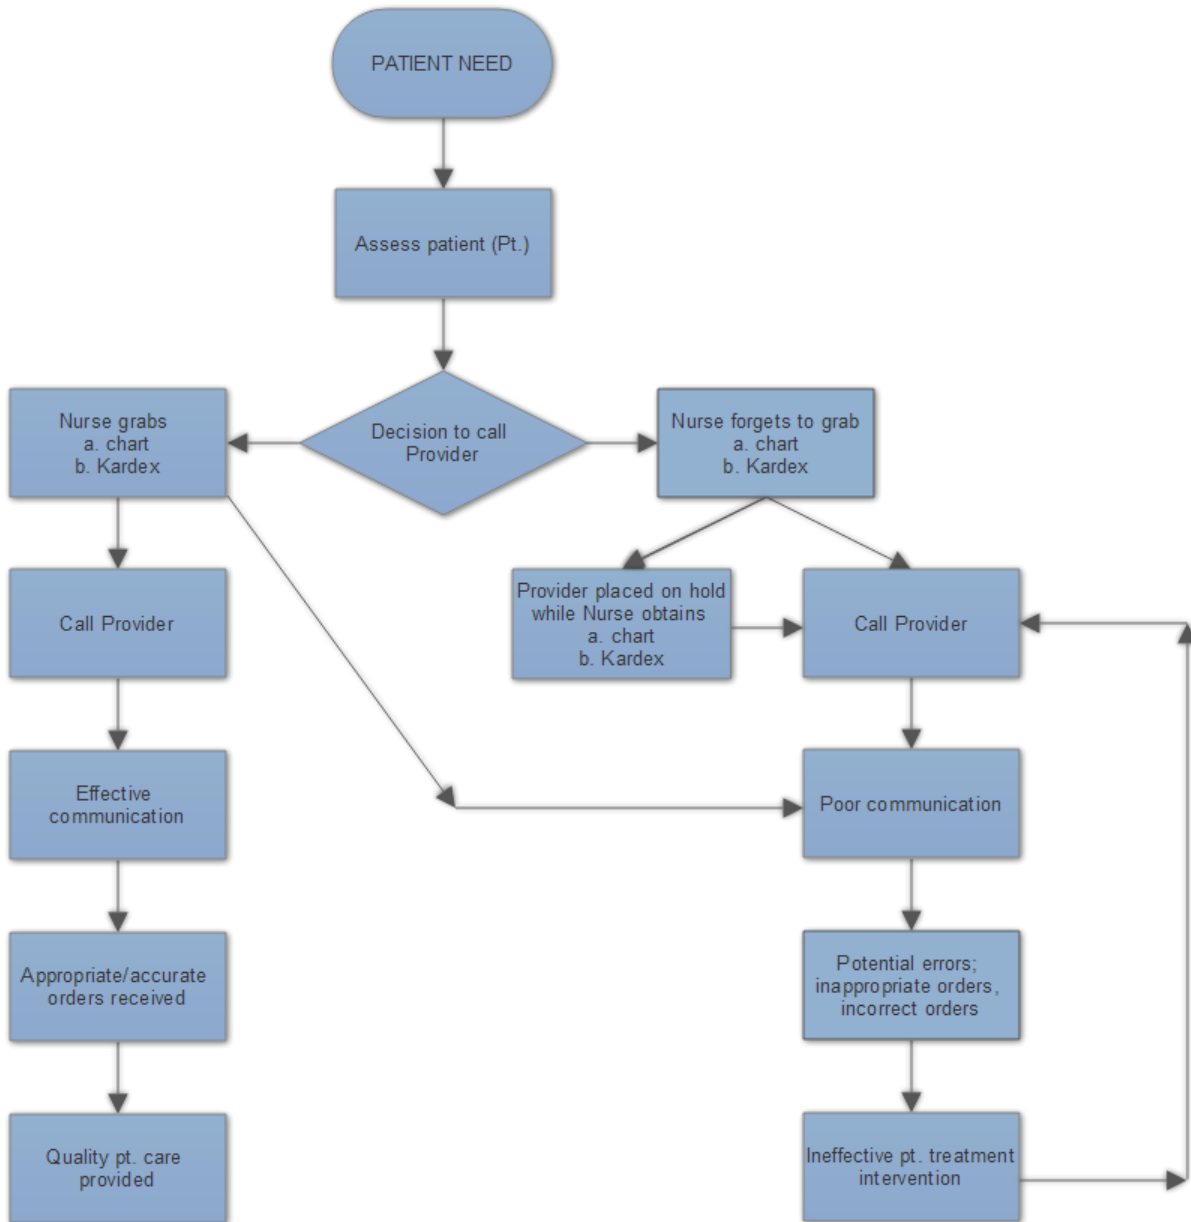 PATIENT NEED
Assess patient (Pt.)
Decision to call
Provider
Nurse grabs
a. chart
b. Kardex
Nurse forgets to grab
a. chart
b. Kardex
Call Provider
Provider placed on hold
while Nurse obtains
a. chart
b. Kardex
Call Provider
Effective
communication
Poor communication
Appropriate/accurate
orders received
Potential errors;
inappropriate orders,
incorrect orders
Quality pt. care
provided
Ineffective pt. treatment
intervention